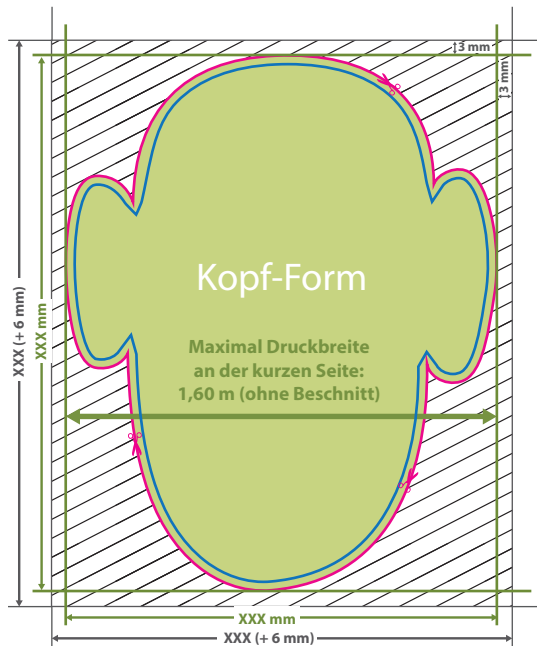 3 mm
3 mm
Kopf-Form
Maximal Druckbreite
an der kurzen Seite:
1,60 m (ohne Beschnitt)
XXX (+ 6 mm)
XXX mm
XXX mm
XXX (+ 6 mm)